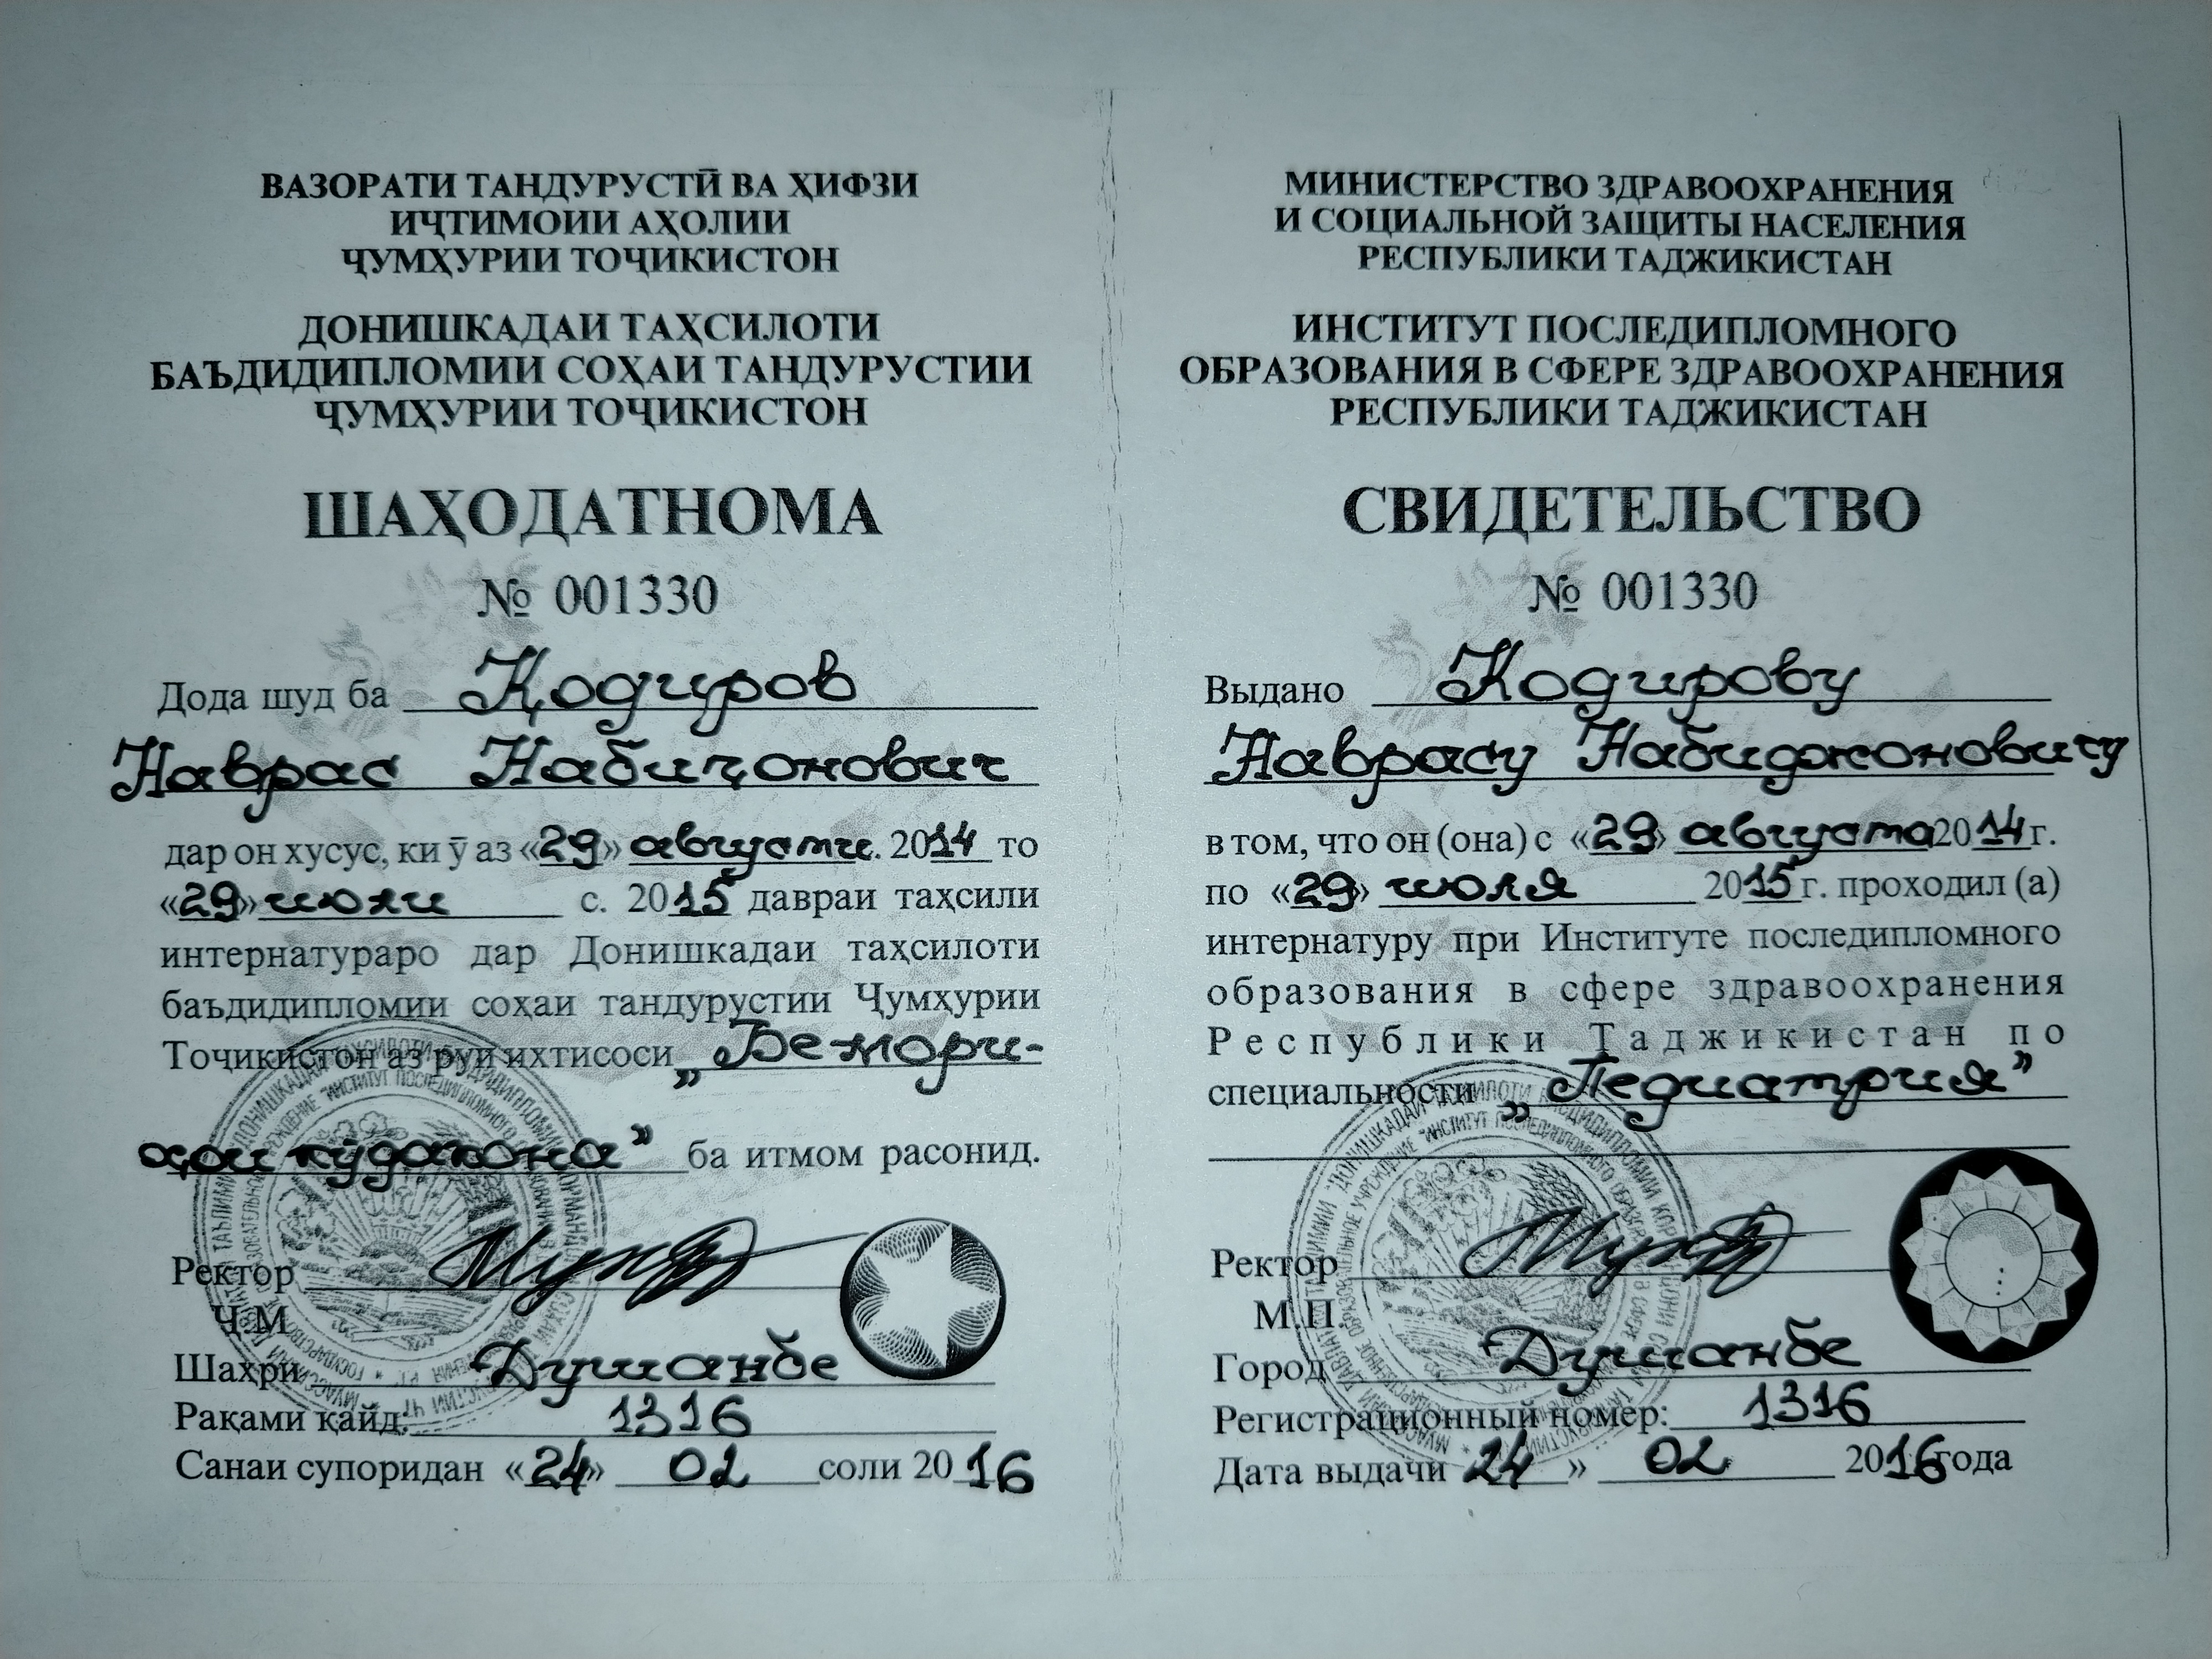 ВАЗОРАТИ ТАНДУРУСТӢ ВА ҲИФЗИ
ИҶТИМОИИ АҲОЛИИ
ҶУМҲУРИИ ТОҶИКИСТОН
ДОНИШКАДАИ ТАҲСИЛОТИ
БАЪДИДИПЛОМИИ СОҲАИ ТАНДУРУСТИИ
ҶУМҲУРИИ ТОҶИКИСТОН
ШАҲОДАТНОМА
№ 001330
Дода шуд ба Қодиров
Наврас Набиҷонович
дар он хусус, ки ӯ аз «29» августи с. 2014 то
«29» июли с. 2015 давраи таҳсили
интернатураро дар Донишкадаи таҳсилоти
баъдидипломии соҳаи тандурустии Ҷумҳурии
Тоҷикистон аз рӯи ихтисоси „Бемори-
ҳои кӯдакона” ба итмом расонид.
Ректор
Ҷ.М
Шаҳри Душанбе
Рақами қайд: 1316
Санаи супоридан «24» 02 соли 2016
МИНИСТЕРСТВО ЗДРАВООХРАНЕНИЯ
И СОЦИАЛЬНОЙ ЗАЩИТЫ НАСЕЛЕНИЯ
РЕСПУБЛИКИ ТАДЖИКИСТАН
ИНСТИТУТ ПОСЛЕДИПЛОМНОГО
ОБРАЗОВАНИЯ В СФЕРЕ ЗДРАВООХРАНЕНИЯ
РЕСПУБЛИКИ ТАДЖИКИСТАН
СВИДЕТЕЛЬСТВО
№ 001330
Выдано Кодирову
Наврасу Набиджоновичу
в том, что он (она) с «29» августа 2014 г.
по «29» июля 2015 г. проходил (а)
интернатуру при Институте последипломного
образования в сфере здравоохранения
Республики Таджикистан по
специальности „Педиатрия”
Ректор
М.П.
Город Душанбе
Регистрационный номер: 1316
Дата выдачи 24 » 02 2016 года